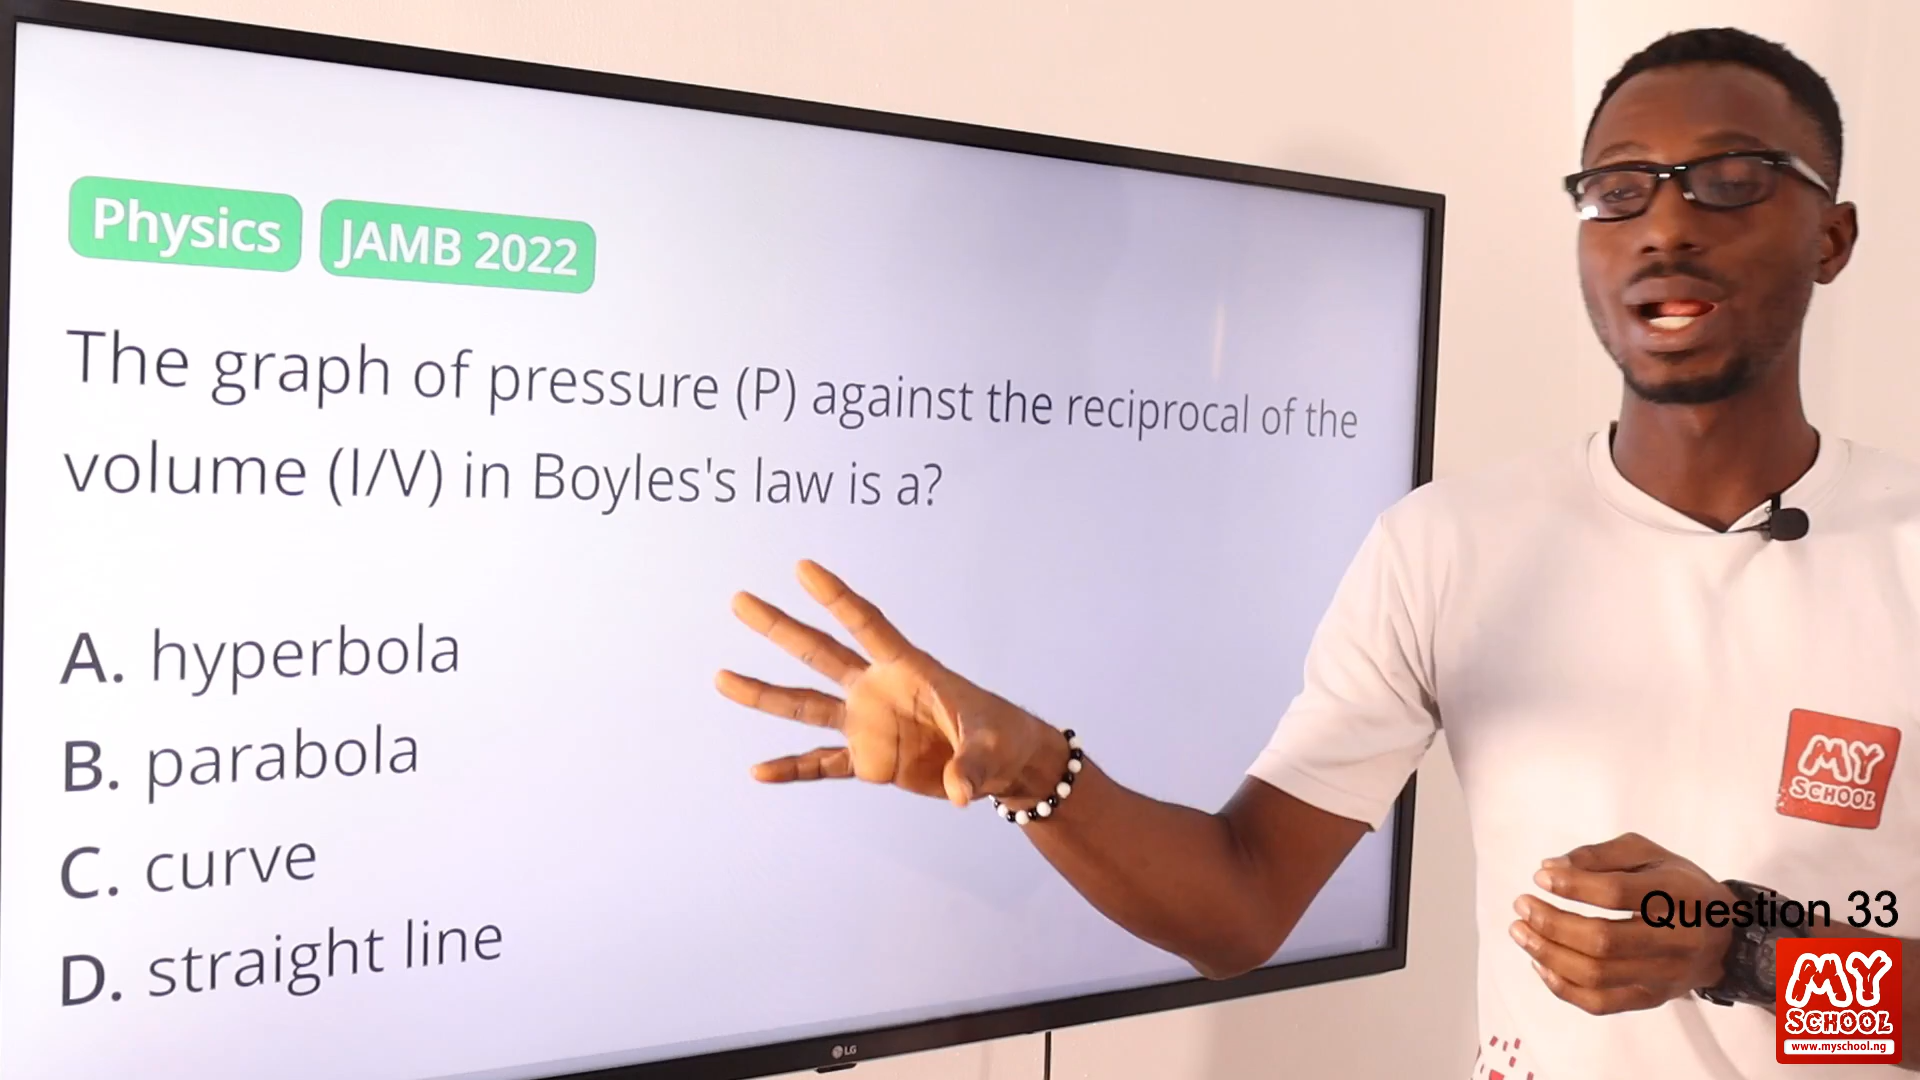 Physics JAMB 2022
The graph of pressure (P) against the reciprocal of the
volume (I/V) in Boyles's law is a?
A. hyperbola
B. parabola
C. curve
D. straight line
LG
MY
SCHOOL
Question 33
MY
SCHOOL
www.myschool.ng